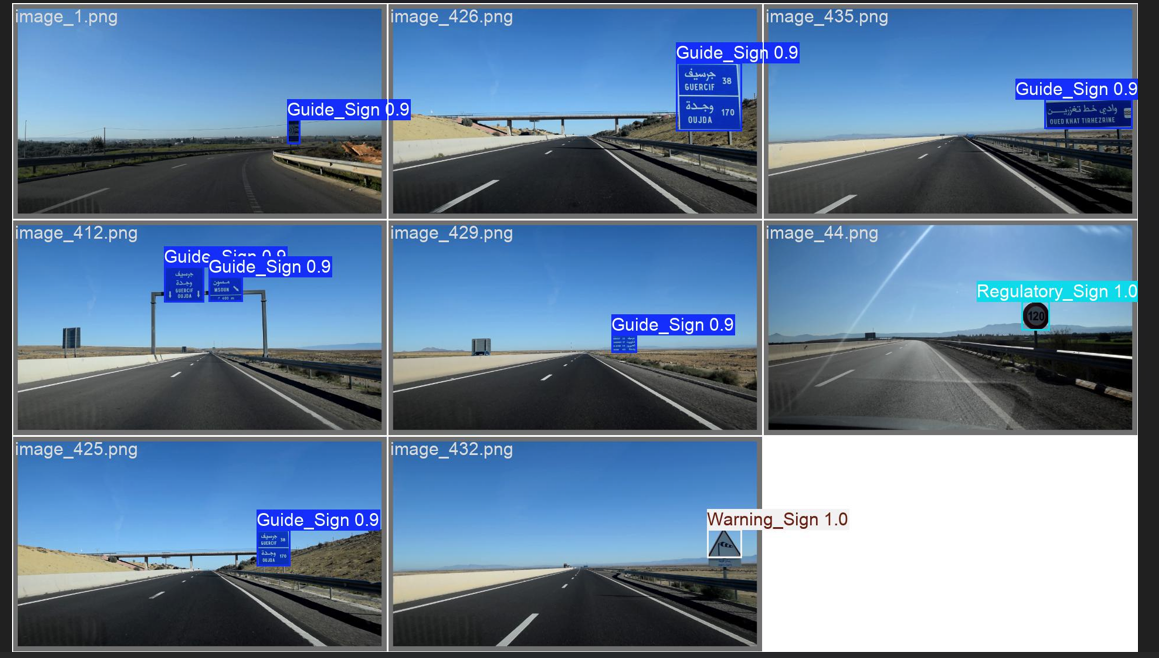 image_1.png
Guide_Sign 0.9
image_426.png
Guide_Sign 0.9
جرسيف
GUERCIF 38
وجدة
OUJDA 170
image_435.png
Guide_Sign 0.9
وادي خط تغزرين
OUED KHAT TIRHEZRINE
image_412.png
Guide_Sign 0.9
Guide_Sign 0.9
جرسيف
وجدة
GUERCIF
OUJDA
مسون
MSOUN
image_429.png
Guide_Sign 0.9
image_44.png
Regulatory_Sign 1.0
120
image_425.png
Guide_Sign 0.9
جرسيف
GUERCIF 38
وجدة
OUJDA 170
image_432.png
Warning_Sign 1.0